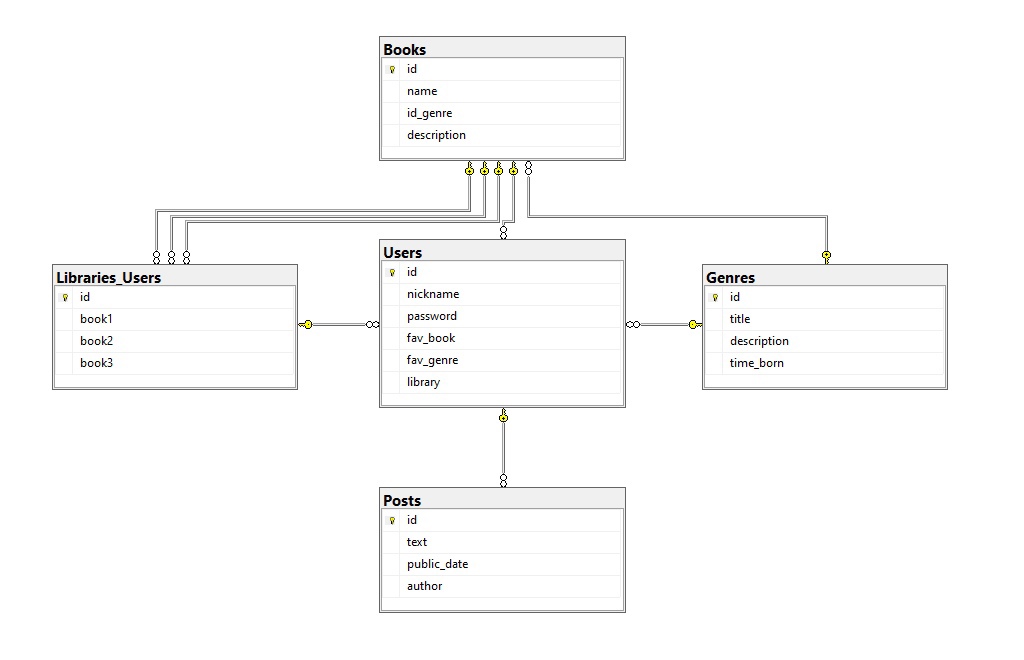 Books
id
name
id_genre
description
Libraries_Users
id
book1
book2
book3
Users
id
nickname
password
fav_book
fav_genre
library
Genres
id
title
description
time_born
Posts
id
text
public_date
author